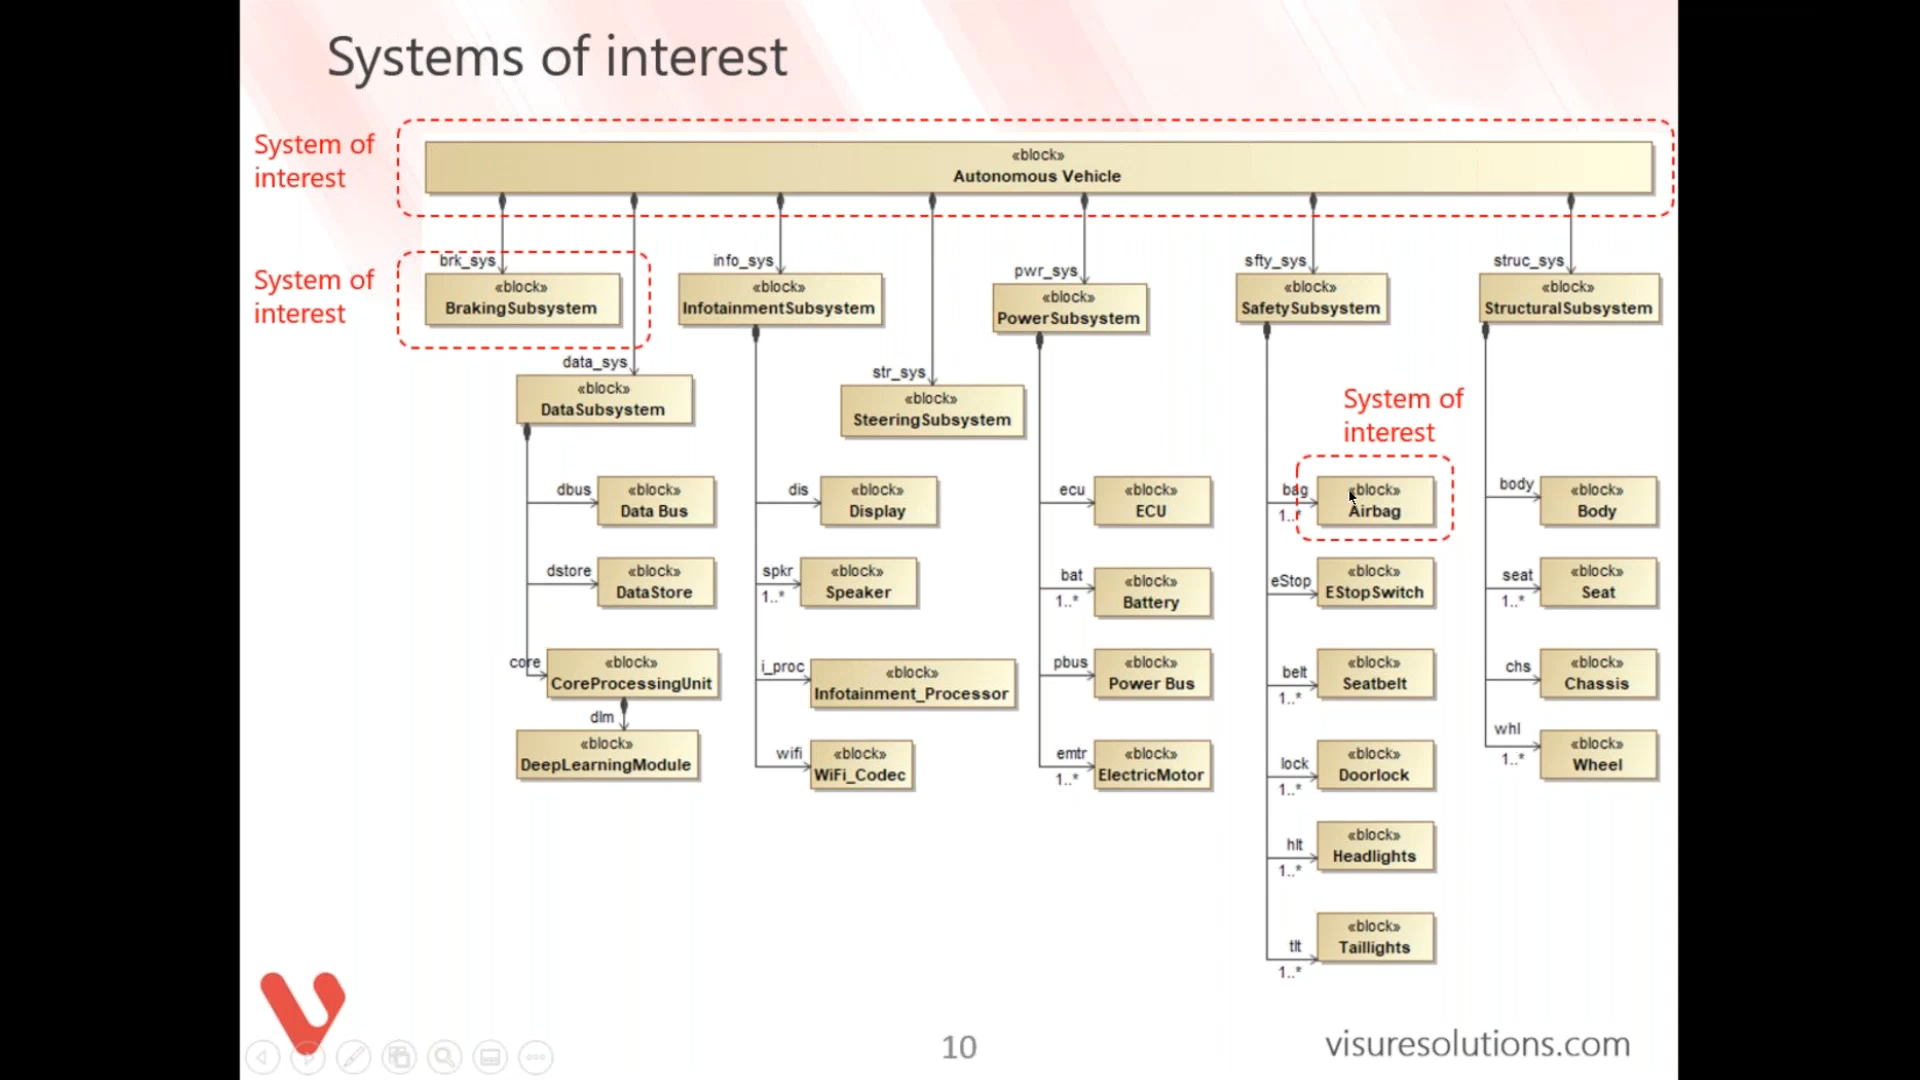 Systems of interest
System of
interest
«block»
Autonomous Vehicle
System of
interest
brk_sys
«block»
BrakingSubsystem
info_sys
«block»
InfotainmentSubsystem
pwr_sys
«block»
PowerSubsystem
sfty_sys
«block»
SafetySubsystem
struc_sys
«block»
StructuralSubsystem
data_sys
«block»
DataSubsystem
str_sys
«block»
SteeringSubsystem
System of
interest
dbus
«block»
Data Bus
dis
«block»
Display
ecu
«block»
ECU
bag
1..*
«block»
Airbag
body
«block»
Body
dstore
«block»
DataStore
spkr
1..*
«block»
Speaker
bat
1..*
«block»
Battery
eStop
«block»
EStopSwitch
seat
1..*
«block»
Seat
core
«block»
CoreProcessingUnit
i_proc
«block»
Infotainment_Processor
pbus
«block»
Power Bus
belt
1..*
«block»
Seatbelt
chs
«block»
Chassis
dlm
«block»
DeepLearningModule
wifi
«block»
WiFi_Codec
emtr
1..*
«block»
ElectricMotor
lock
1..*
«block»
Doorlock
whl
1..*
«block»
Wheel
hlt
1..*
«block»
Headlights
tlt
1..*
«block»
Taillights
10
visuresolutions.com